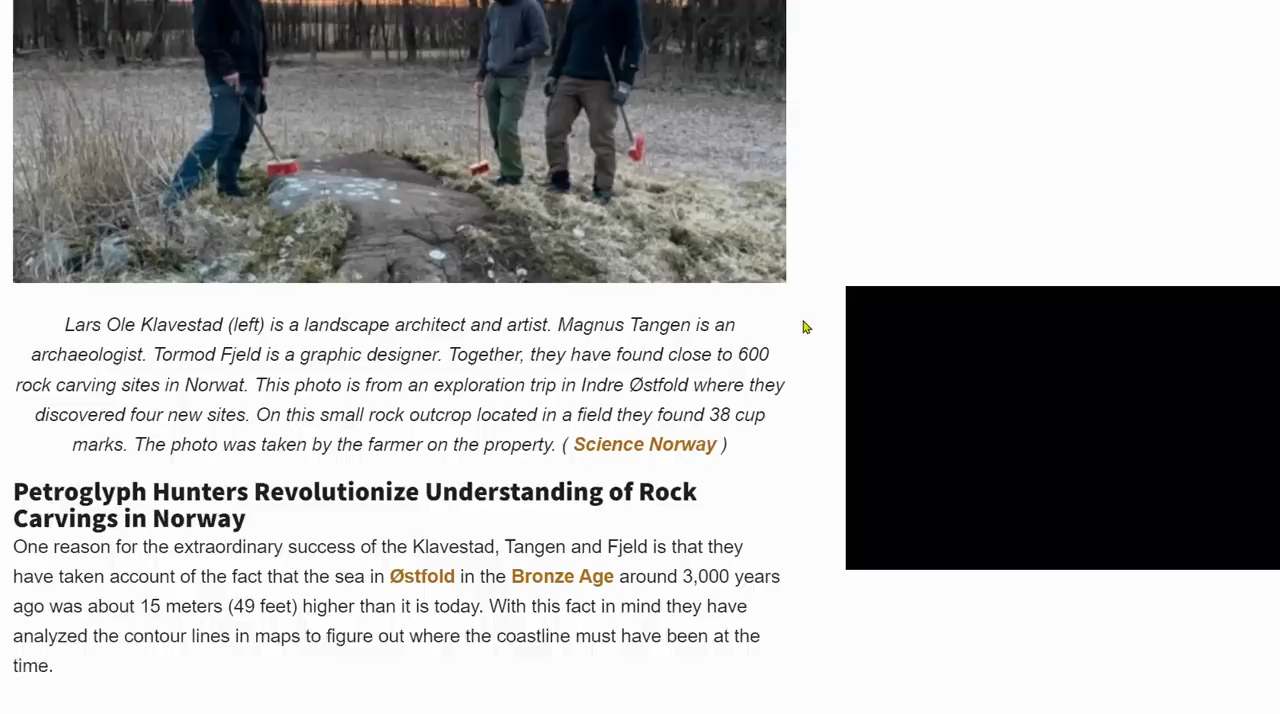 Lars Ole Klavestad (left) is a landscape architect and artist. Magnus Tangen is an
archaeologist. Tormod Fjeld is a graphic designer. Together, they have found close to 600
rock carving sites in Norwat. This photo is from an exploration trip in Indre Østfold where they
discovered four new sites. On this small rock outcrop located in a field they found 38 cup
marks. The photo was taken by the farmer on the property. ( Science Norway )
Petroglyph Hunters Revolutionize Understanding of Rock
Carvings in Norway
One reason for the extraordinary success of the Klavestad, Tangen and Fjeld is that they
have taken account of the fact that the sea in Østfold in the Bronze Age around 3,000 years
ago was about 15 meters (49 feet) higher than it is today. With this fact in mind they have
analyzed the contour lines in maps to figure out where the coastline must have been at the
time.